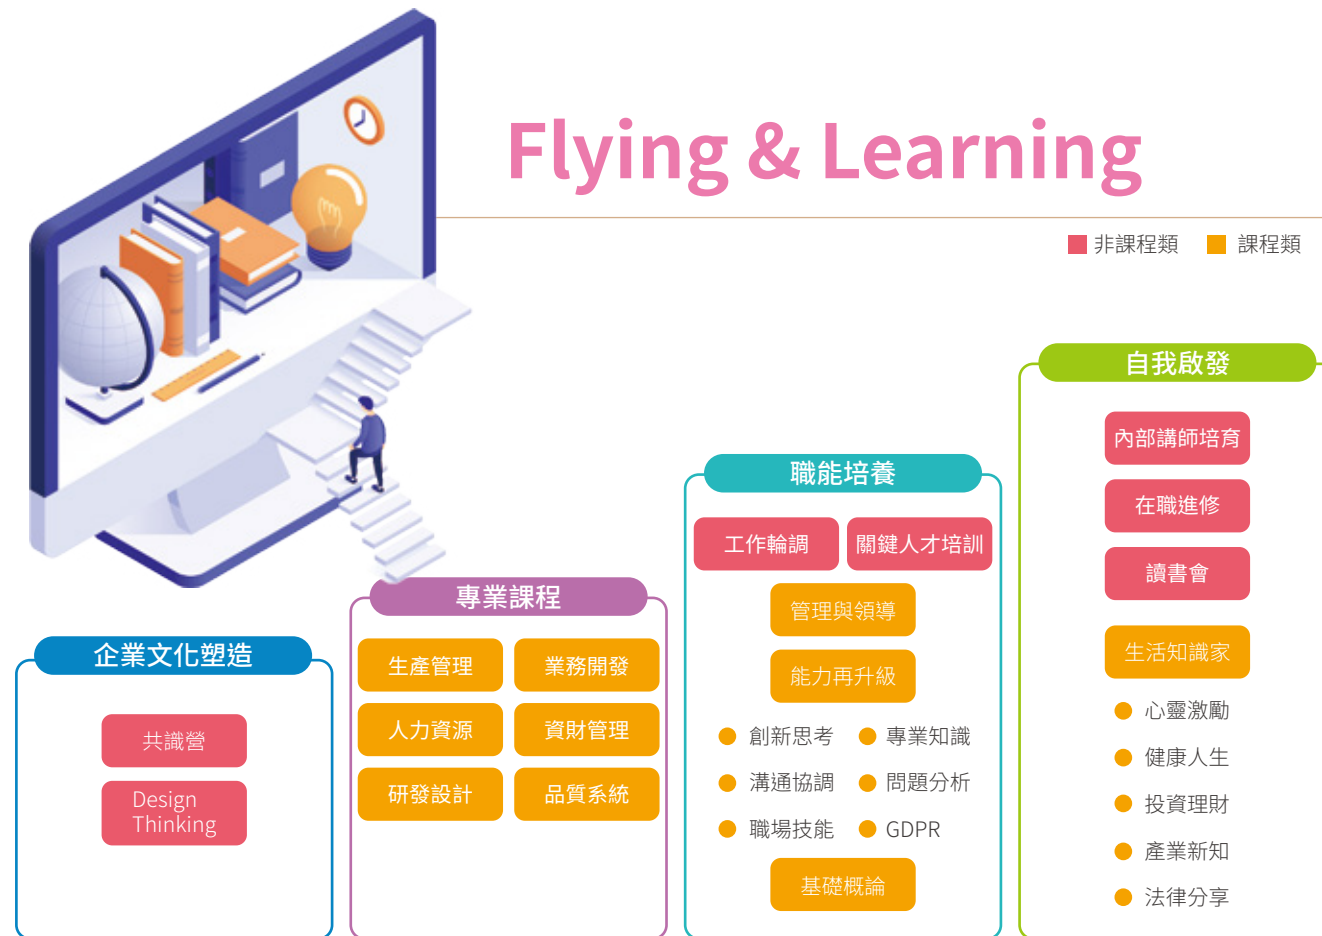 Flying & Learning
非課程類
課程類
企業文化塑造
共識營
Design
Thinking
專業課程
生產管理
業務開發
人力資源
資財管理
研發設計
品質系統
職能培養
工作輪調
關鍵人才培訓
管理與領導
能力再升級
創新思考
專業知識
溝通協調
問題分析
職場技能
GDPR
基礎概論
自我啟發
內部講師培育
在職進修
讀書會
生活知識家
心靈激勵
健康人生
投資理財
產業新知
法律分享